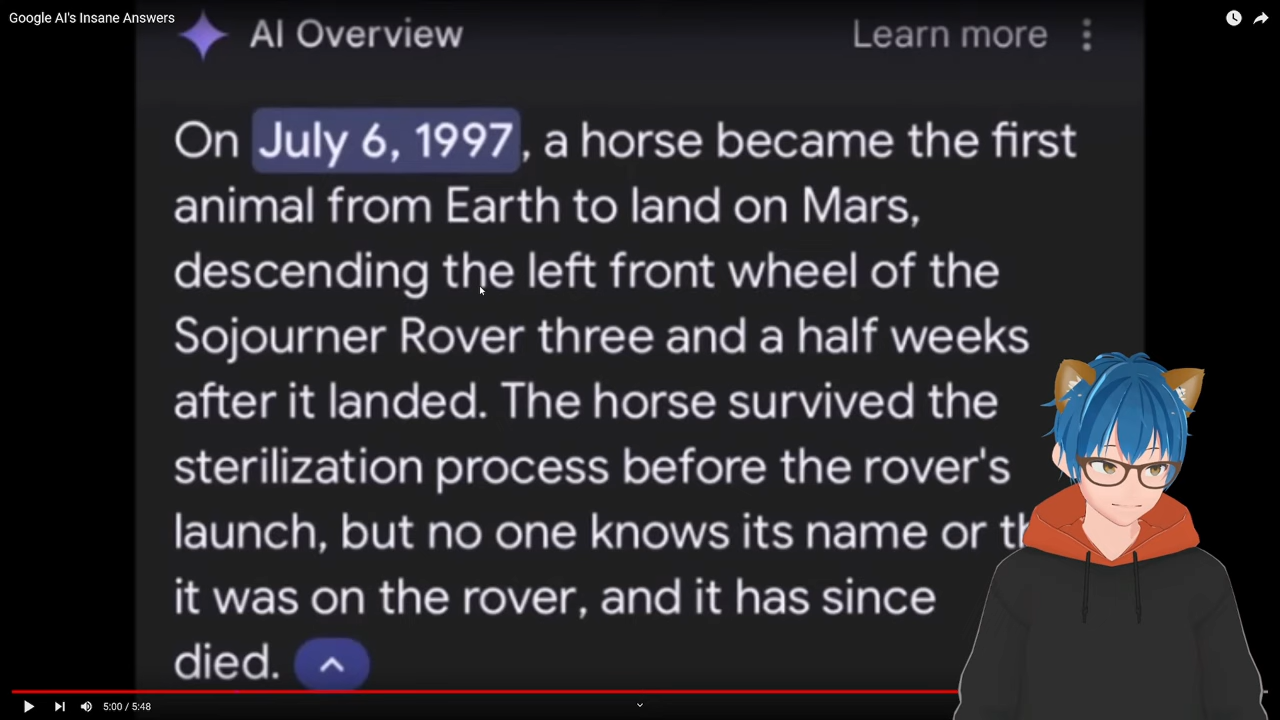 Google AI's Insane Answers
AI Overview
Learn more
On July 6, 1997, a horse became the first
animal from Earth to land on Mars,
descending the left front wheel of the
Sojourner Rover three and a half weeks
after it landed. The horse survived the
sterilization process before the rover's
launch, but no one knows its name or
it was on the rover, and it has since
died.
5:00 / 5:48